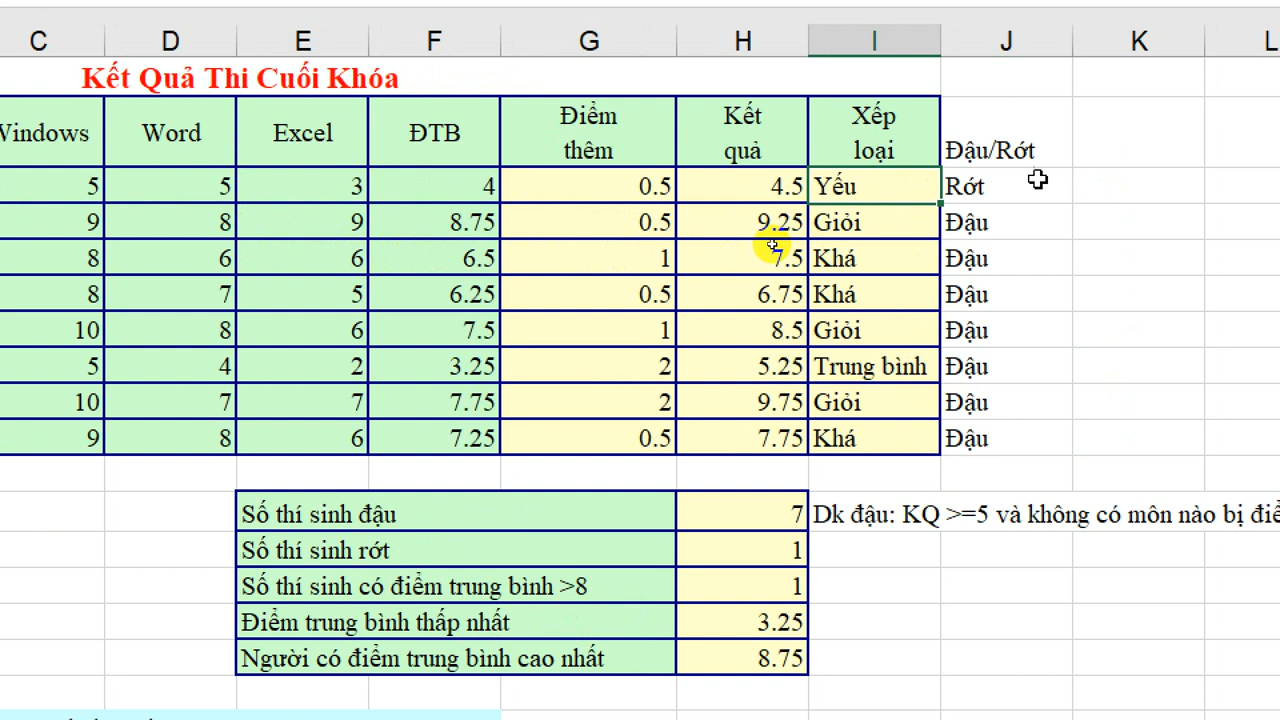 C D E F G H I J K L
Kết Quả Thi Cuối Khóa
Windows Word Excel ĐTB Điểm thêm Kết quả Xếp loại Đậu/Rớt
5 5 3 4 0.5 4.5 Yếu Rớt
9 8 9 8.75 0.5 9.25 Giỏi Đậu
8 6 6 6.5 1 7.5 Khá Đậu
8 7 5 6.25 0.5 6.75 Khá Đậu
10 8 6 7.5 1 8.5 Giỏi Đậu
5 4 2 3.25 2 5.25 Trung bình Đậu
10 7 7 7.75 2 9.75 Giỏi Đậu
9 8 6 7.25 0.5 7.75 Khá Đậu
Số thí sinh đậu 7 Dk đậu: KQ >=5 và không có môn nào bị
Số thí sinh rớt 1
Số thí sinh có điểm trung bình >8 1
Điểm trung bình thấp nhất 3.25
Người có điểm trung bình cao nhất 8.75